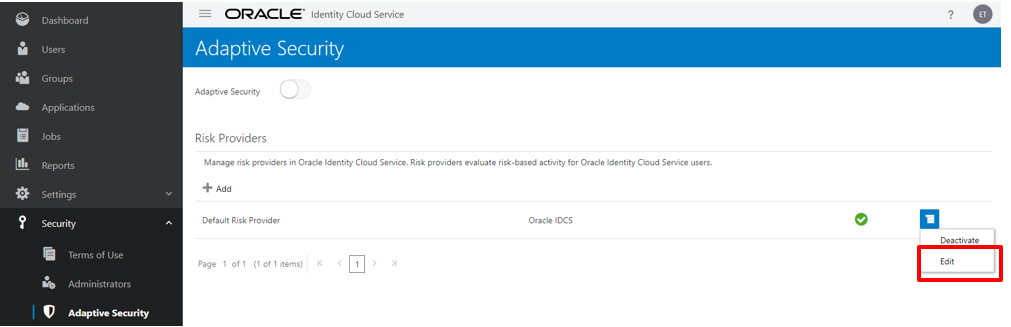 Dashboard
Users
Groups
Applications
Jobs
Reports
Settings
Security
Terms of Use
Administrators
Adaptive Security
ORACLE® Identity Cloud Service
? ET
Adaptive Security
Adaptive Security
Risk Providers
Manage risk providers in Oracle Identity Cloud Service. Risk providers evaluate risk-based activity for Oracle Identity Cloud Service users.
+ Add
Default Risk Provider Oracle IDCS
Deactivate
Edit
Page 1 of 1 (1 of 1 items) 1